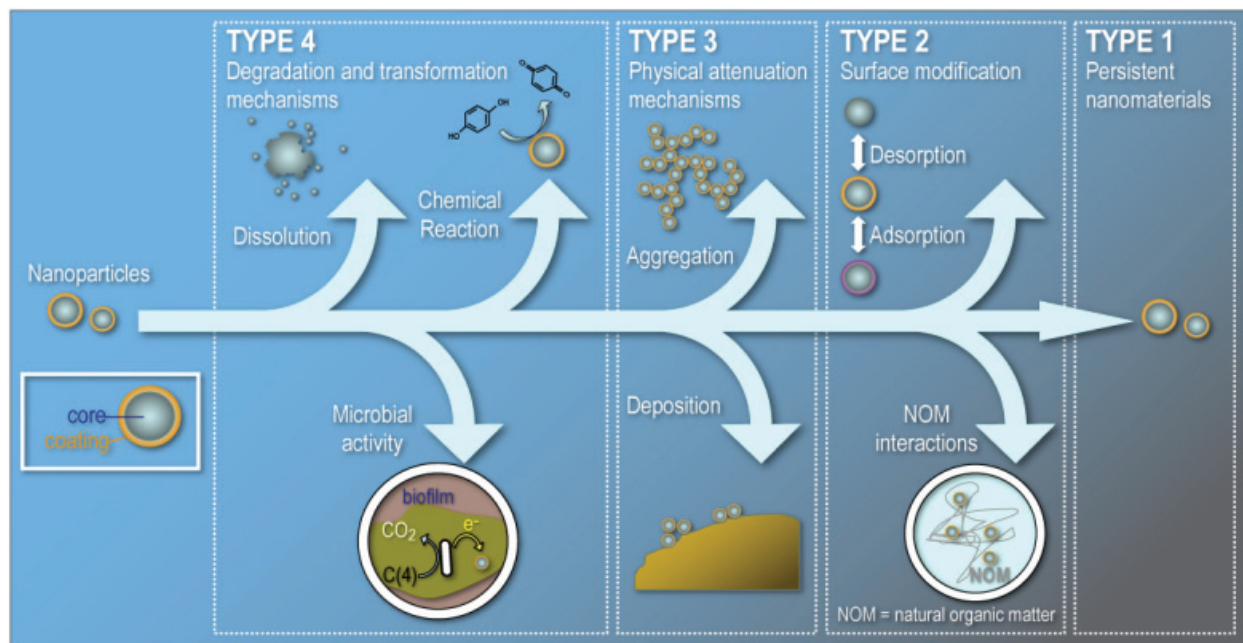 TYPE 4
Degradation and transformation
mechanisms
OH
HO
O
O
Dissolution
Chemical
Reaction
Microbial
activity
biofilm
CO₂
e⁻
C(4)
TYPE 3
Physical attenuation
mechanisms
Aggregation
Deposition
TYPE 2
Surface modification
Desorption
Adsorption
NOM
interactions
NOM
NOM = natural organic matter
TYPE 1
Persistent
nanomaterials
Nanoparticles
core
coating